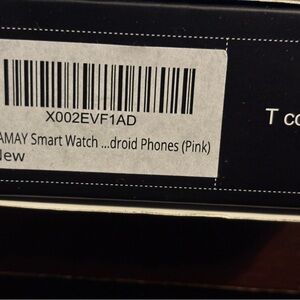 X002EVF1AD
AMAY Smart Watch ...droid Phones (Pink)
New
T co